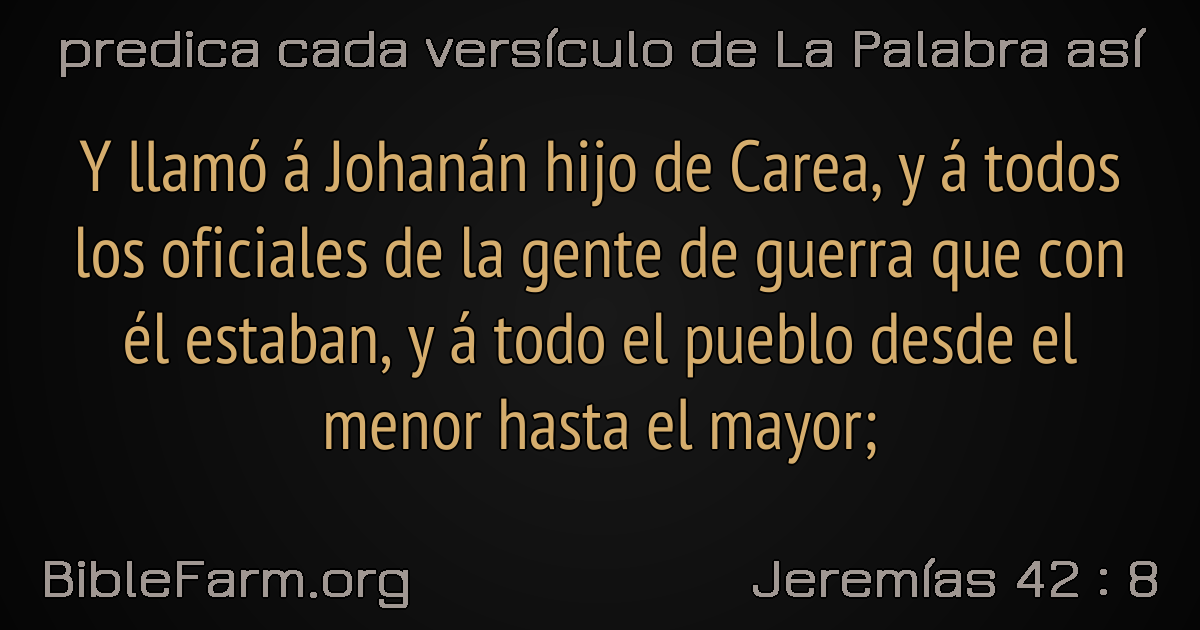 predica cada versículo de La Palabra así
Y llamó á Johanán hijo de Carea, y á todos
los oficiales de la gente de guerra que con
él estaban, y á todo el pueblo desde el
menor hasta el mayor;
BibleFarm.org
Jeremías 42 : 8